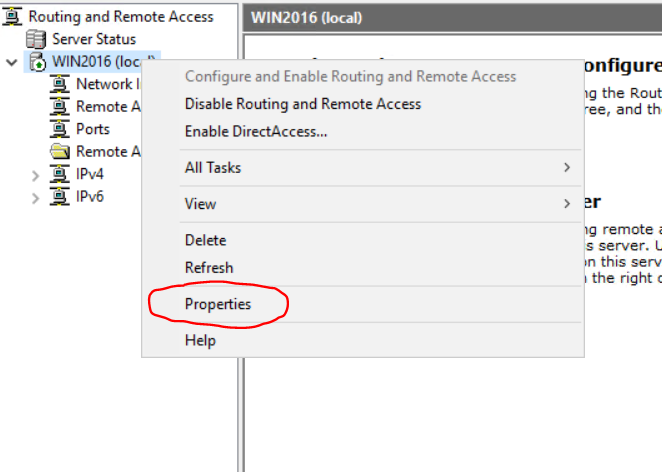 Routing and Remote Access
Server Status
WIN2016 (loc
Network I
Remote A
Ports
Remote A
IPv4
IPv6
WIN2016 (local)
Configure and Enable Routing and Remote Access
Disable Routing and Remote Access
Enable DirectAccess...
All Tasks
View
Delete
Refresh
Properties
Help
onfigure
ng the Rout
ree, and th
er
ng remote a
s server. U
on this serv
the right